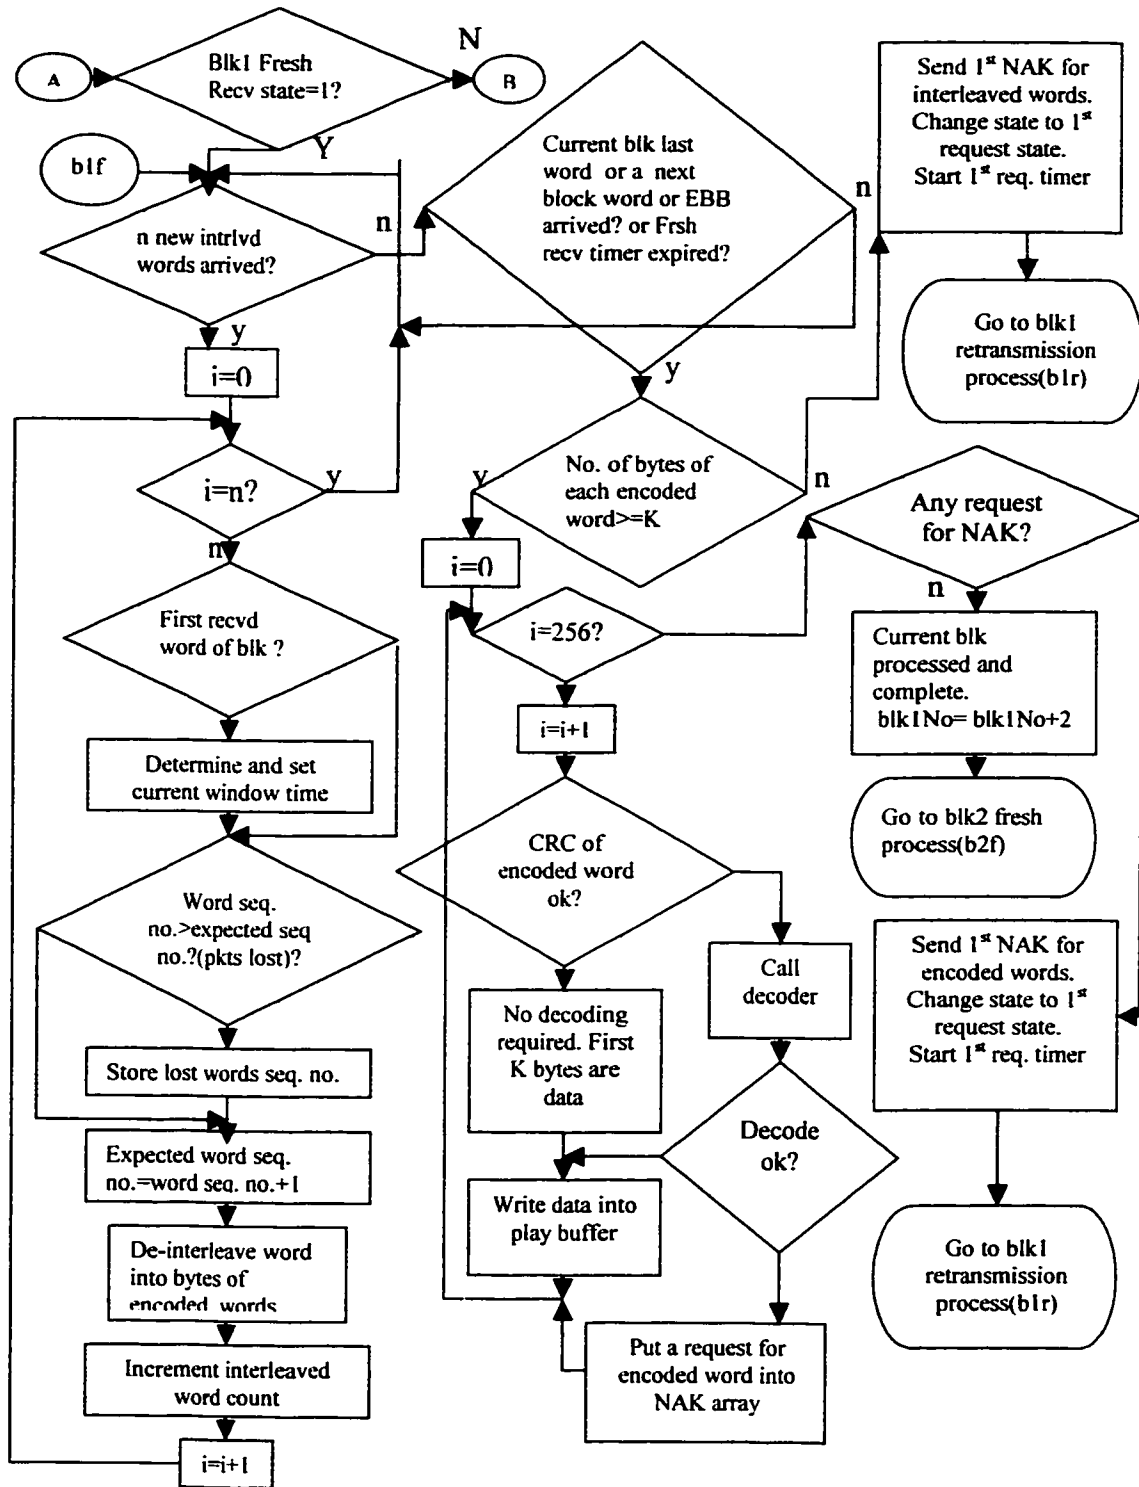 A
Blk1 Fresh
Recv state=1?
N
B
Y
b1f
n new intrlvd
words arrived?
n
y
i=0
i=n?
y
n
First recvd
word of blk ?
Determine and set
current window time
Word seq.
no.>expected seq
no.?(pkts lost)?
Store lost words seq. no.
Expected word seq.
no.=word seq. no.+1
De-interleave word
into bytes of
encoded words
Increment interleaved
word count
i=i+1
Current blk last
word or a next
block word or EBB
arrived? or Frsh
recv timer expired?
n
y
No. of bytes of
each encoded
word>=K
y
n
i=0
i=256?
i=i+1
CRC of
encoded word
ok?
No decoding
required. First
K bytes are
data
Call
decoder
Decode
ok?
Write data into
play buffer
Put a request for
encoded word into
NAK array
Send 1st NAK for
interleaved words.
Change state to 1st
request state.
Start 1st req. timer
Go to blk1
retransmission
process(b1r)
Any request
for NAK?
n
Current blk
processed and
complete.
blk1No= blk1No+2
Go to blk2 fresh
process(b2f)
Send 1st NAK for
encoded words.
Change state to 1st
request state.
Start 1st req. timer
Go to blk1
retransmission
process(b1r)